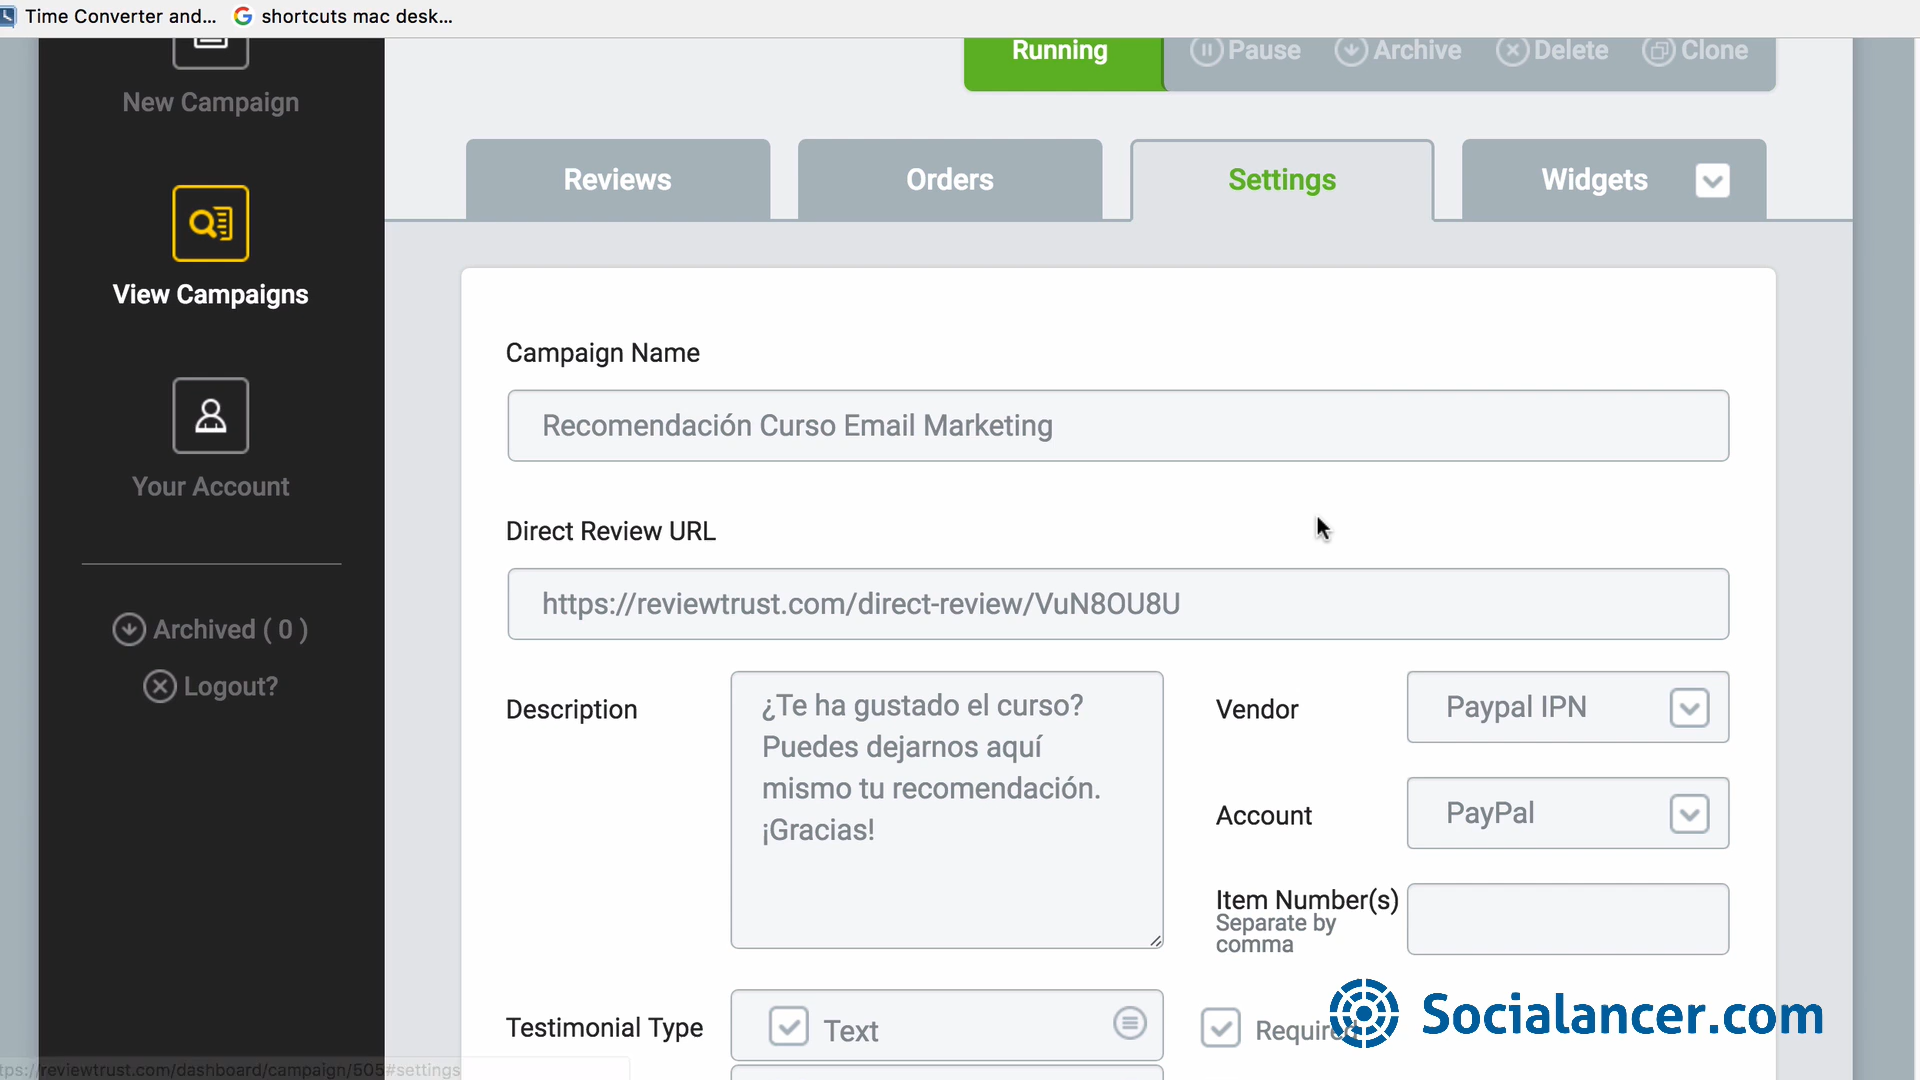 Time Converter and...
shortcuts mac desk...
Running
Pause
Archive
Delete
Clone
New Campaign
Reviews
Orders
Settings
Widgets
View Campaigns
Campaign Name
Recomendación Curso Email Marketing
Your Account
Direct Review URL
https://reviewtrust.com/direct-review/VuN8OU8U
Archived ( 0 )
Logout?
Description
¿Te ha gustado el curso?
Puedes dejarnos aquí
mismo tu recomendación.
¡Gracias!
Vendor
Paypal IPN
Account
PayPal
Item Number(s)
Separate by
comma
Testimonial Type
Text
Required
Socialancer.com
tps://reviewtrust.com/dashboard/campaign/505#settings